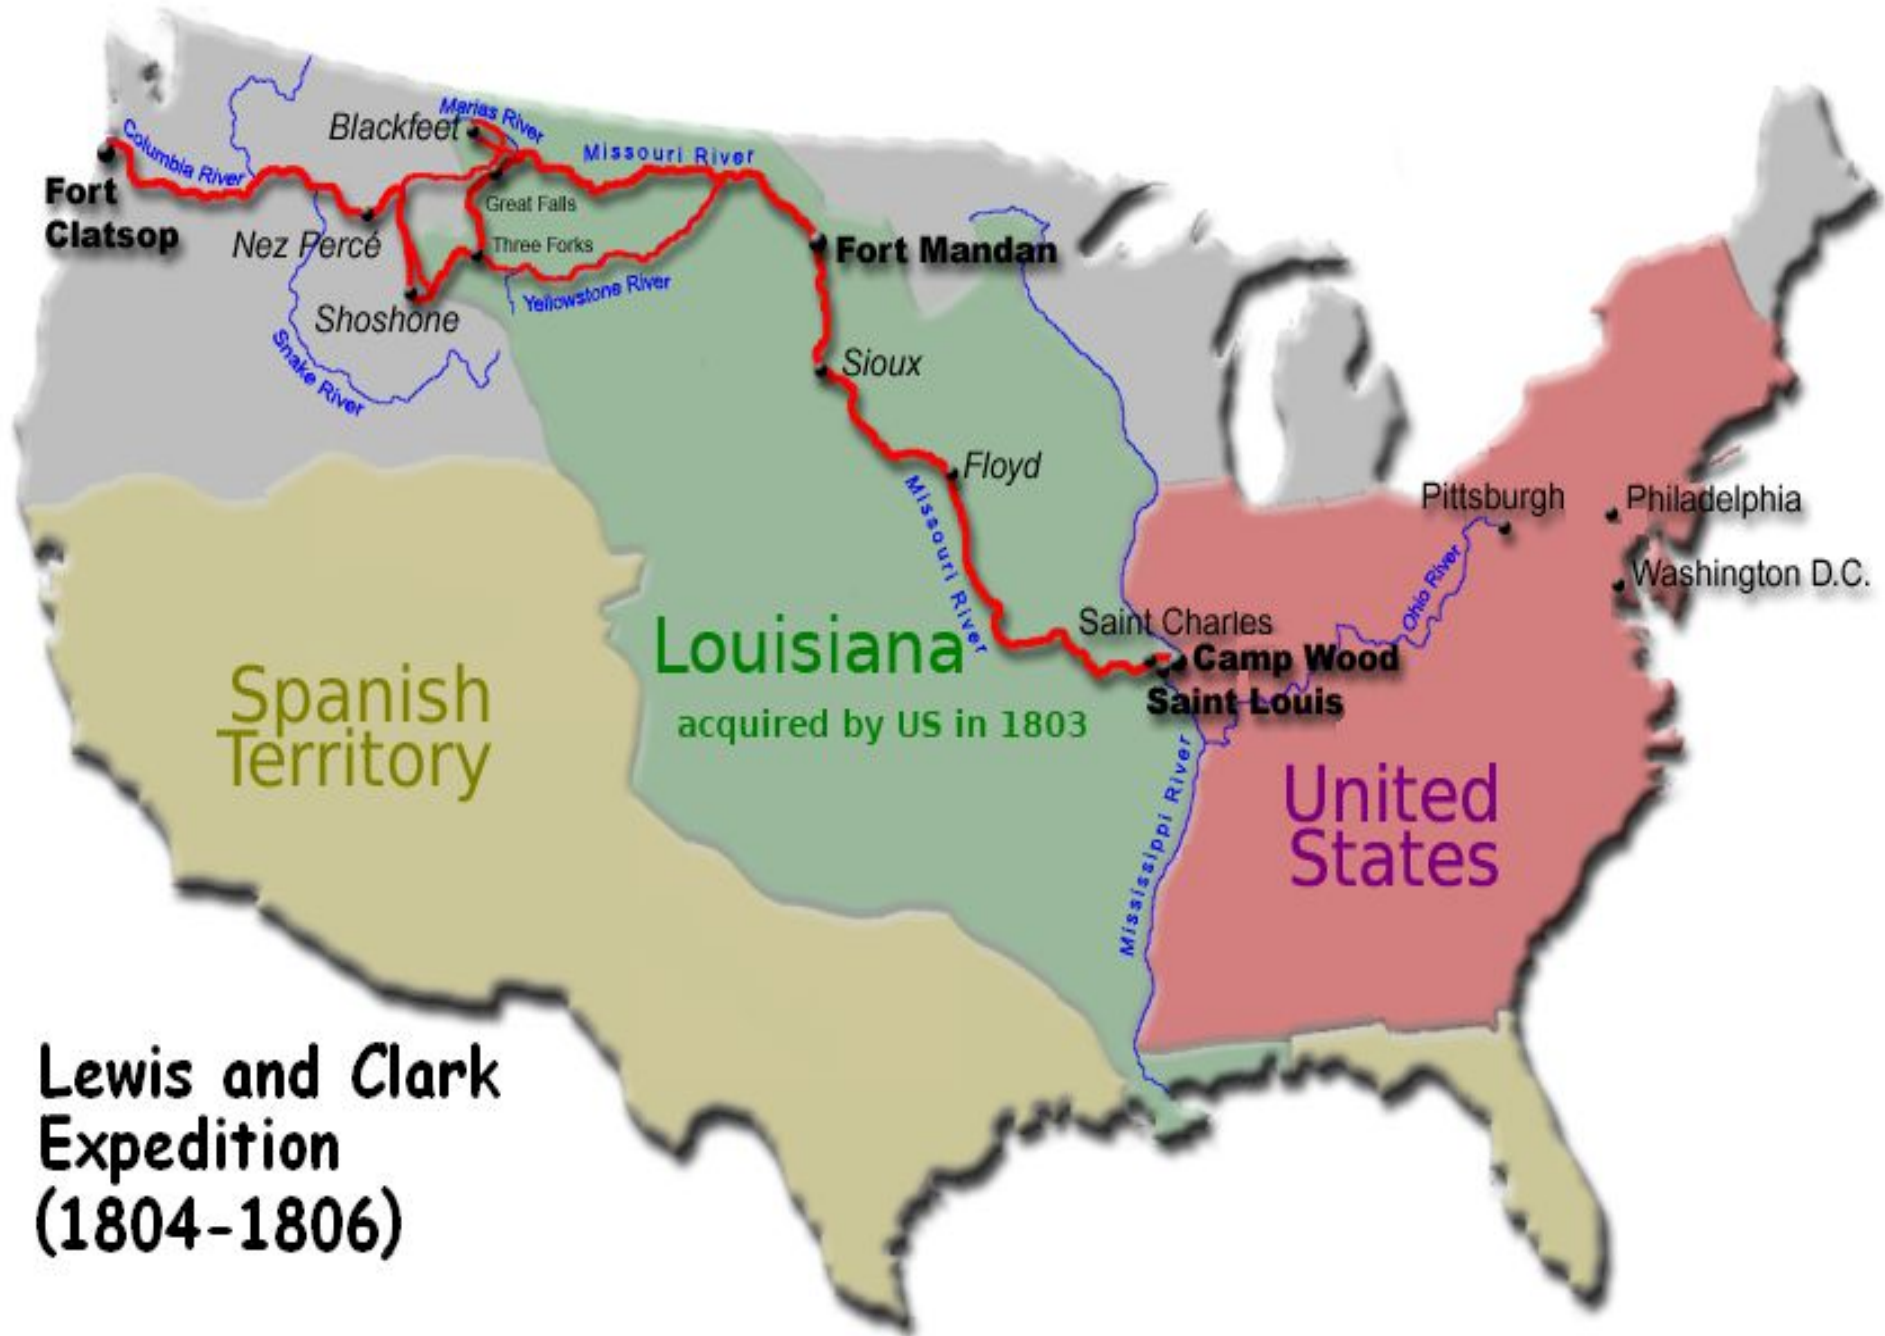 Marias River
Blackfeet
Columbia River
Missouri River
Fort
Clatsop
Great Falls
Nez Percé
Three Forks
Fort Mandan
Yellowstone River
Shoshone
Snake River
Sioux
Floyd
Missouri River
Pittsburgh
Philadelphia
Ohio River
Washington D.C.
Saint Charles
Louisiana
Camp Wood
Saint Louis
acquired by US in 1803
Spanish
Territory
Mississippi River
United
States
Lewis and Clark
Expedition
(1804-1806)